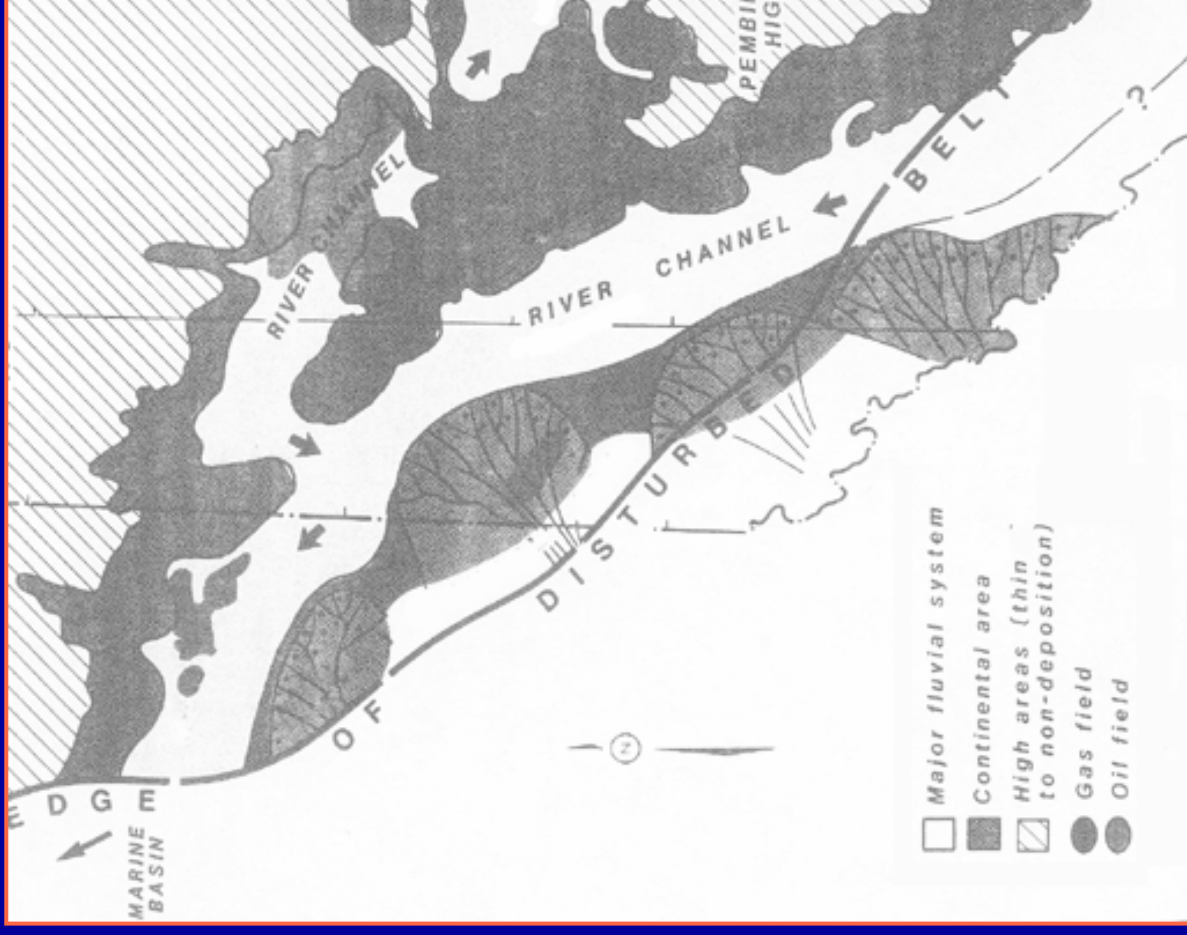 PEMBI
HIG
RIVER CHANNEL
RIVER CHANNEL
EDGE OF DISTURBED BELT
?
MARINE
BASIN
N
Major fluvial system
Continental area
High areas (thin
to non-deposition)
Gas field
Oil field